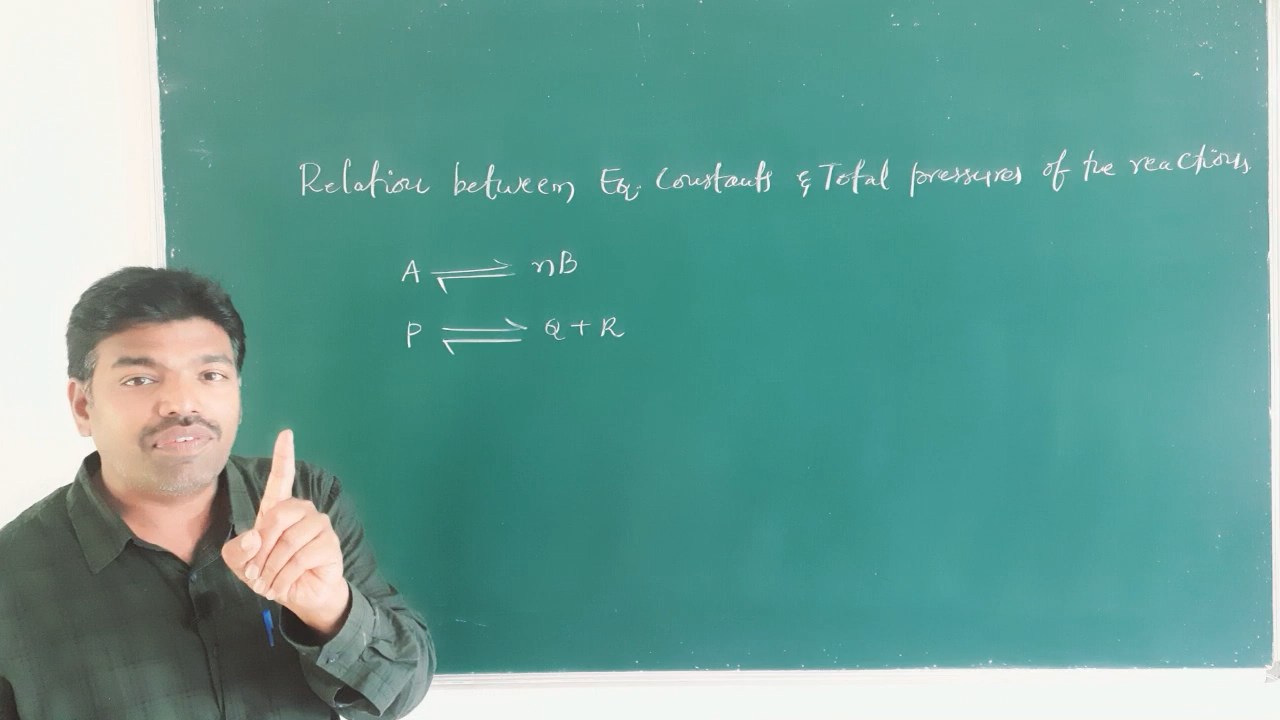 Relation between Eq. Constants & Total pressures of the reactions
A ⇌ nB
P ⇌ Q + R